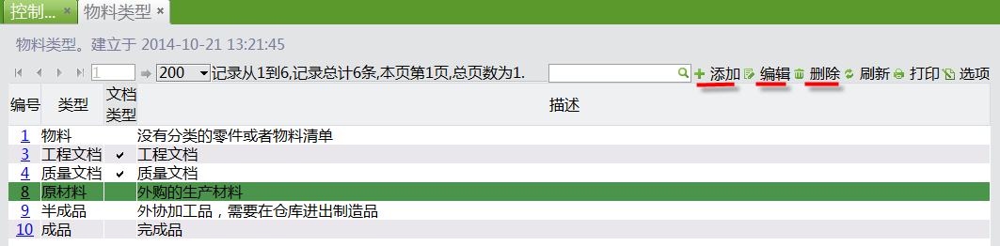 控制... × 物料类型 ×
物料类型。建立于 2014-10-21 13:21:45
1 200 记录从1到6,记录总计6条,本页第1页,总页数为1. 添加 编辑 删除 刷新 打印 选项
编号 类型 文档类型 描述
1 物料 没有分类的零件或者物料清单
3 工程文档 ✔ 工程文档
4 质量文档 ✔ 质量文档
8 原材料 外购的生产材料
9 半成品 外协加工品，需要在仓库进出制造品
10 成品 完成品